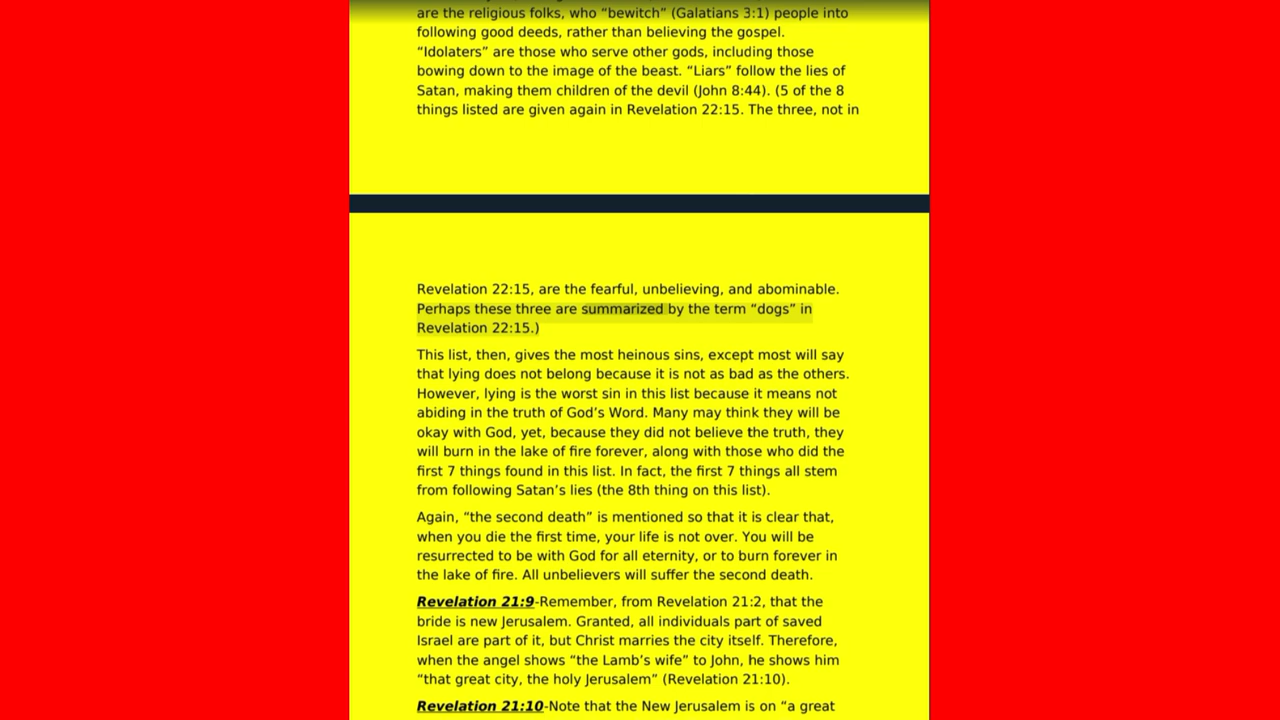 are the religious folks, who “bewitch” (Galatians 3:1) people into
following good deeds, rather than believing the gospel.
“Idolaters” are those who serve other gods, including those
bowing down to the image of the beast. “Liars” follow the lies of
Satan, making them children of the devil (John 8:44). (5 of the 8
things listed are given again in Revelation 22:15. The three, not in
Revelation 22:15, are the fearful, unbelieving, and abominable.
Perhaps these three are summarized by the term “dogs” in
Revelation 22:15.)
This list, then, gives the most heinous sins, except most will say
that lying does not belong because it is not as bad as the others.
However, lying is the worst sin in this list because it means not
abiding in the truth of God’s Word. Many may think they will be
okay with God, yet, because they did not believe the truth, they
will burn in the lake of fire forever, along with those who did the
first 7 things found in this list. In fact, the first 7 things all stem
from following Satan’s lies (the 8th thing on this list).
Again, “the second death” is mentioned so that it is clear that,
when you die the first time, your life is not over. You will be
resurrected to be with God for all eternity, or to burn forever in
the lake of fire. All unbelievers will suffer the second death.
Revelation 21:9-Remember, from Revelation 21:2, that the
bride is new Jerusalem. Granted, all individuals part of saved
Israel are part of it, but Christ marries the city itself. Therefore,
when the angel shows “the Lamb’s wife” to John, he shows him
“that great city, the holy Jerusalem” (Revelation 21:10).
Revelation 21:10-Note that the New Jerusalem is on “a great